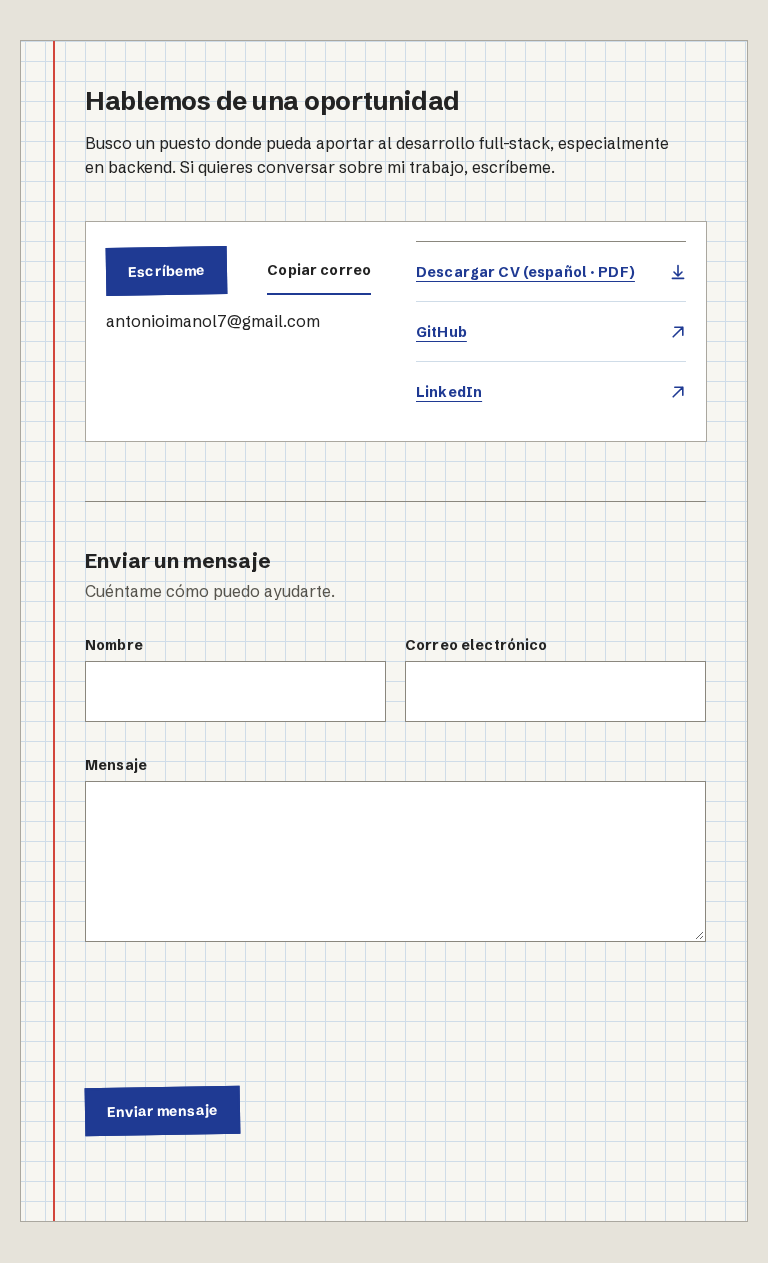 Hablemos de una oportunidad
Busco un puesto donde pueda aportar al desarrollo full-stack, especialmente
en backend. Si quieres conversar sobre mi trabajo, escríbeme.
Escríbeme
Copiar correo
antonioimanol7@gmail.com
Descargar CV (español · PDF)
GitHub
LinkedIn
Enviar un mensaje
Cuéntame cómo puedo ayudarte.
Nombre
Correo electrónico
Mensaje
Enviar mensaje